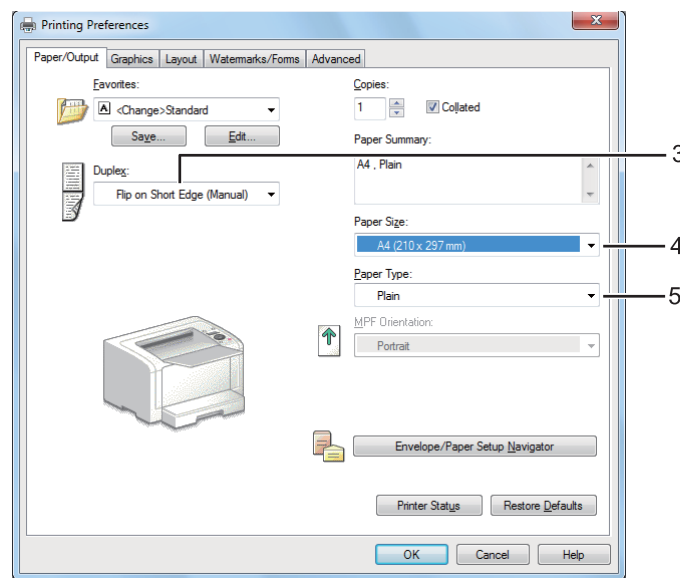 Printing Preferences
Paper/Output Graphics Layout Watermarks/Forms Advanced
Favorites:
A <Change>Standard
Save... Edit...
Duplex:
Flip on Short Edge (Manual)
Copies:
1 Collated
Paper Summary:
A4 , Plain
3
Paper Size:
A4 (210 x 297 mm)
4
Paper Type:
Plain
5
MPF Orientation:
Portrait
Envelope/Paper Setup Navigator
Printer Status Restore Defaults
OK Cancel Help